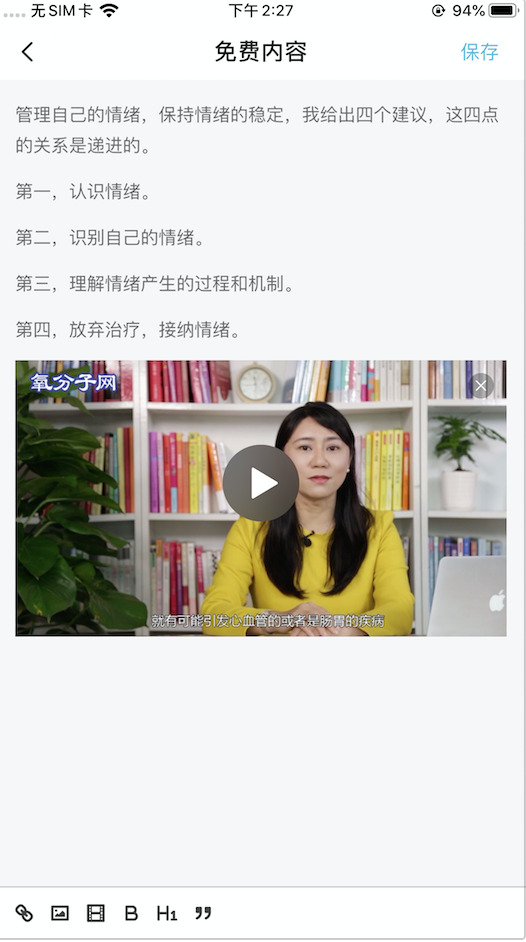 无SIM卡
下午2:27
94%
免费内容
保存
管理自己的情绪，保持情绪的稳定，我给出四个建议，这四点
的关系是递进的。
第一，认识情绪。
第二，识别自己的情绪。
第三，理解情绪产生的过程和机制。
第四，放弃治疗，接纳情绪。
氧分子网
就有可能引发心血管的或者是肠胃的疾病
B
H1